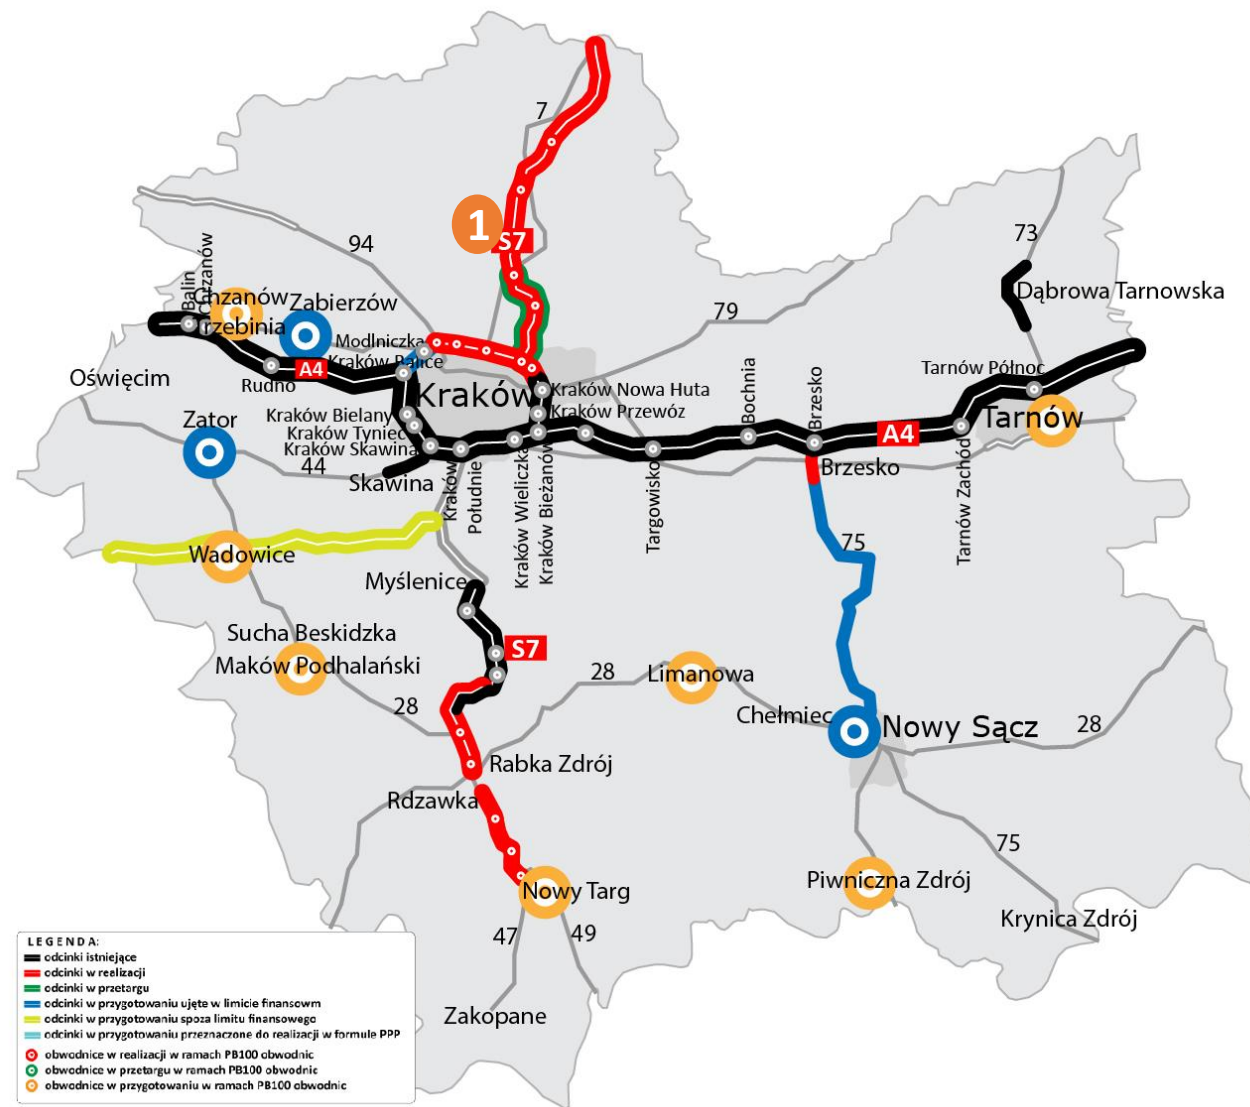 7
1
S7
94
73
Balin
Chrzanów
Chrzanów
Zabierzów
Dąbrowa Tarnowska
79
Trzebinia
Modlniczka
Kraków Balice
A4
Rudno
Tarnów Północ
Oświęcim
Kraków
Kraków Nowa Huta
Kraków Przewóz
Bochnia
Brzesko
Zator
Kraków Bielany
Kraków Tyniec
Kraków Skawina
A4
Tarnów
44
Skawina
Kraków
Południe
Kraków Wieliczka
Kraków Bieżanów
Targowisko
Brzesko
Tarnów Zachód
75
Wadowice
Myślenice
Sucha Beskidzka
Maków Podhalański
S7
28
Limanowa
28
Chełmiec
Nowy Sącz
28
Rabka Zdrój
Rdzawka
75
Nowy Targ
Piwniczna Zdrój
Krynica Zdrój
47
49
Zakopane
LEGENDA:
odcinki istniejące
odcinki w realizacji
odcinki w przetargu
odcinki w przygotowaniu ujęte w limicie finansowm
odcinki w przygotowaniu spoza limitu finansowego
odcinki w przygotowaniu przeznaczone do realizacji w formule PPP
obwodnice w realizacji w ramach PB100 obwodnic
obwodnice w przetargu w ramach PB100 obwodnic
obwodnice w przygotowaniu w ramach PB100 obwodnic